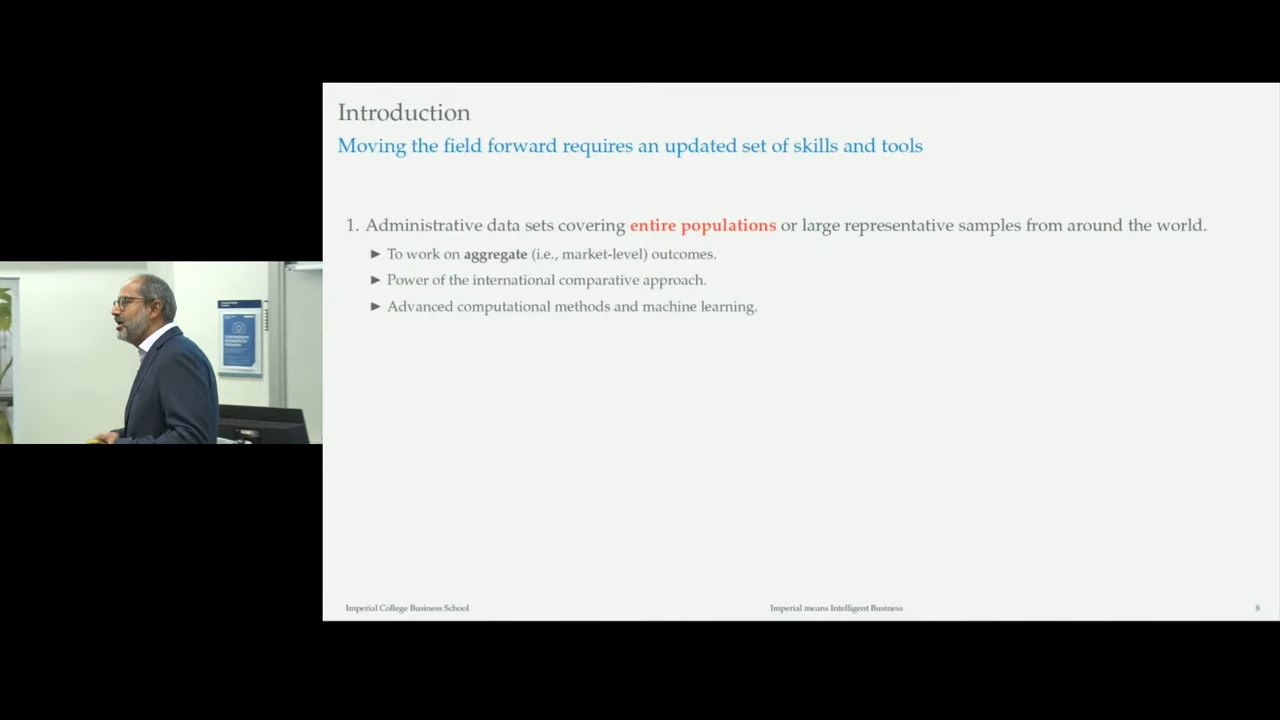 Introduction
Moving the field forward requires an updated set of skills and tools
1. Administrative data sets covering entire populations or large representative samples from around the world.
▶ To work on aggregate (i.e., market-level) outcomes.
▶ Power of the international comparative approach.
▶ Advanced computational methods and machine learning.
Imperial College Business School
Imperial means Intelligent Business
8